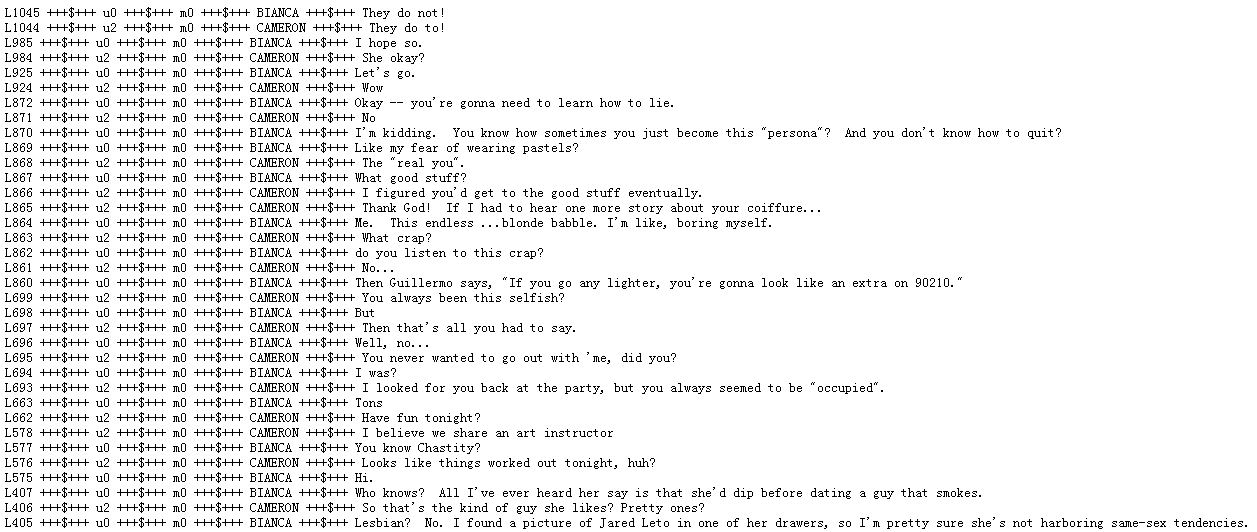 L1045 +++$+++ u0 +++$+++ m0 +++$+++ BIANCA +++$+++ They do not!
L1044 +++$+++ u2 +++$+++ m0 +++$+++ CAMERON +++$+++ They do to!
L985 +++$+++ u0 +++$+++ m0 +++$+++ BIANCA +++$+++ I hope so.
L984 +++$+++ u2 +++$+++ m0 +++$+++ CAMERON +++$+++ She okay?
L925 +++$+++ u0 +++$+++ m0 +++$+++ BIANCA +++$+++ Let's go.
L924 +++$+++ u2 +++$+++ m0 +++$+++ CAMERON +++$+++ Wow
L872 +++$+++ u0 +++$+++ m0 +++$+++ BIANCA +++$+++ Okay -- you're gonna need to learn how to lie.
L871 +++$+++ u2 +++$+++ m0 +++$+++ CAMERON +++$+++ No
L870 +++$+++ u0 +++$+++ m0 +++$+++ BIANCA +++$+++ I'm kidding.  You know how sometimes you just become this "persona"?  And you don't know how to quit?
L869 +++$+++ u0 +++$+++ m0 +++$+++ BIANCA +++$+++ Like my fear of wearing pastels?
L868 +++$+++ u2 +++$+++ m0 +++$+++ CAMERON +++$+++ The "real you".
L867 +++$+++ u0 +++$+++ m0 +++$+++ BIANCA +++$+++ What good stuff?
L866 +++$+++ u2 +++$+++ m0 +++$+++ CAMERON +++$+++ I figured you'd get to the good stuff eventually.
L865 +++$+++ u2 +++$+++ m0 +++$+++ CAMERON +++$+++ Thank God!  If I had to hear one more story about your coiffure...
L864 +++$+++ u0 +++$+++ m0 +++$+++ BIANCA +++$+++ Me.  This endless ...blonde babble. I'm like, boring myself.
L863 +++$+++ u2 +++$+++ m0 +++$+++ CAMERON +++$+++ What crap?
L862 +++$+++ u0 +++$+++ m0 +++$+++ BIANCA +++$+++ do you listen to this crap?
L861 +++$+++ u2 +++$+++ m0 +++$+++ CAMERON +++$+++ No...
L860 +++$+++ u0 +++$+++ m0 +++$+++ BIANCA +++$+++ Then Guillermo says, "If you go any lighter, you're gonna look like an extra on 90210."
L699 +++$+++ u2 +++$+++ m0 +++$+++ CAMERON +++$+++ You always been this selfish?
L698 +++$+++ u0 +++$+++ m0 +++$+++ BIANCA +++$+++ But
L697 +++$+++ u2 +++$+++ m0 +++$+++ CAMERON +++$+++ Then that's all you had to say.
L696 +++$+++ u0 +++$+++ m0 +++$+++ BIANCA +++$+++ Well, no...
L695 +++$+++ u2 +++$+++ m0 +++$+++ CAMERON +++$+++ You never wanted to go out with 'me, did you?
L694 +++$+++ u0 +++$+++ m0 +++$+++ BIANCA +++$+++ I was?
L693 +++$+++ u2 +++$+++ m0 +++$+++ CAMERON +++$+++ I looked for you back at the party, but you always seemed to be "occupied".
L663 +++$+++ u0 +++$+++ m0 +++$+++ BIANCA +++$+++ Tons
L662 +++$+++ u2 +++$+++ m0 +++$+++ CAMERON +++$+++ Have fun tonight?
L578 +++$+++ u2 +++$+++ m0 +++$+++ CAMERON +++$+++ I believe we share an art instructor
L577 +++$+++ u0 +++$+++ m0 +++$+++ BIANCA +++$+++ You know Chastity?
L576 +++$+++ u2 +++$+++ m0 +++$+++ CAMERON +++$+++ Looks like things worked out tonight, huh?
L575 +++$+++ u0 +++$+++ m0 +++$+++ BIANCA +++$+++ Hi.
L407 +++$+++ u0 +++$+++ m0 +++$+++ BIANCA +++$+++ Who knows?  All I've ever heard her say is that she'd dip before dating a guy that smokes.
L406 +++$+++ u2 +++$+++ m0 +++$+++ CAMERON +++$+++ So that's the kind of guy she likes? Pretty ones?
L405 +++$+++ u0 +++$+++ m0 +++$+++ BIANCA +++$+++ Lesbian?  No. I found a picture of Jared Leto in one of her drawers, so I'm pretty sure she's not harboring same-sex tendencies.